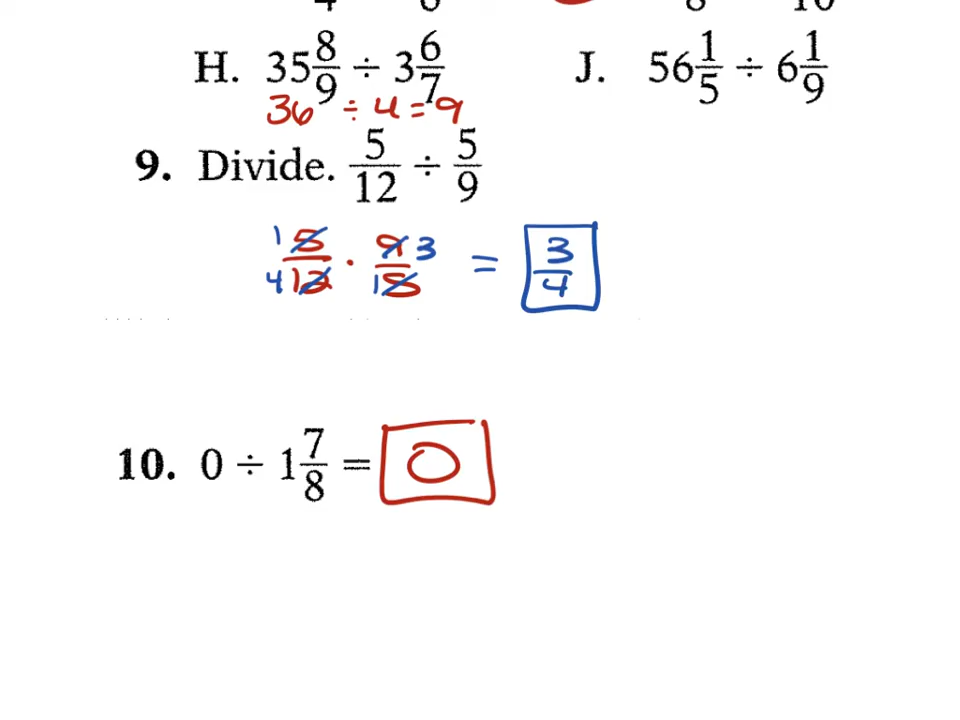 H. 35 8/9 ÷ 3 6/7 J. 56 1/5 ÷ 6 1/9
36 ÷ 4 = 9
9. Divide. 5/12 ÷ 5/9
1 5/4 12 · 9 3/1 5 = 3/4
10. 0 ÷ 1 7/8 = 0